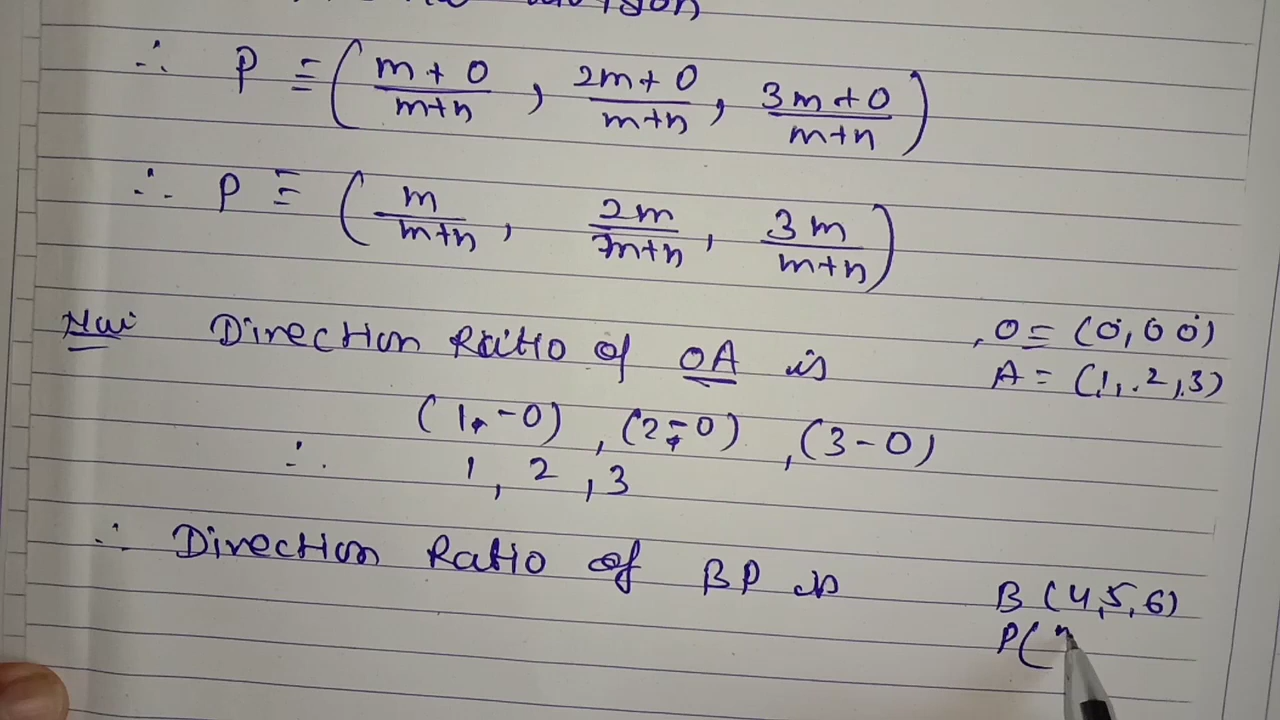 ∴ P ≡ ( m + 0 / m+n , 2m + 0 / m+n , 3m + 0 / m+n )
∴ P ≡ ( m / m+n , 2m / m+n , 3m / m+n )
Direction Ratio of OA is
O = (0, 0 0)
A = (1, 2, 3)
(1, -0) , (2-0) , (3-0)
∴ 1, 2, 3
∴ Direction Ratio of BP is
B (4, 5, 6)
P(